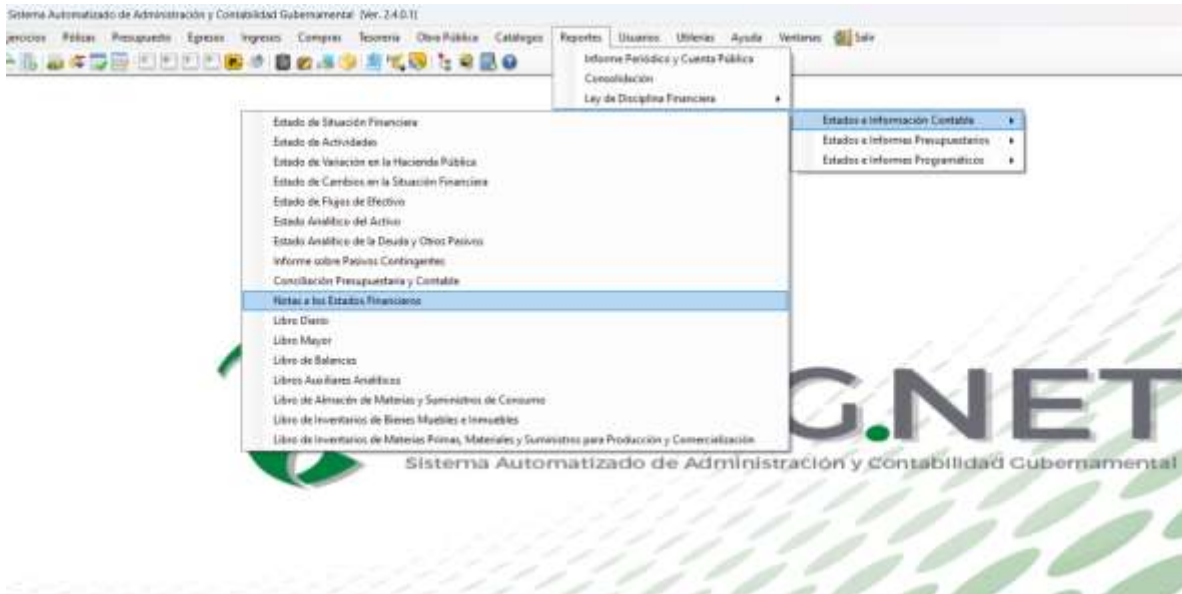 Sistema Automatizado de Administración y Contabilidad Gubernamental (Ver. 2.4.0.1)
Pólizas Presupuesto Egresos Ingresos Compras Tesorería Obra Pública Catálogos Reportes Usuarios Utilerías Ayuda Ventanas Salir
Informe Periódico y Cuenta Pública
Consolidación
Ley de Disciplina Financiera
Estados e Información Contable
Estados e Informes Presupuestarios
Estados e Informes Programáticos
Estado de Situación Financiera
Estado de Actividades
Estado de Variación en la Hacienda Pública
Estado de Cambios en la Situación Financiera
Estado de Flujos de Efectivo
Estado Analítico del Activo
Estado Analítico de la Deuda y Otros Pasivos
Informe sobre Pasivos Contingentes
Conciliación Presupuestaria y Contable
Notas a los Estados Financieros
Libro Diario
Libro Mayor
Libro de Balances
Libros Auxiliares Analíticos
Libro de Almacén de Materias y Suministros de Consumo
Libro de Inventarios de Bienes Muebles e Inmuebles
Libro de Inventarios de Materias Primas, Materiales y Suministros para Producción y Comercialización
G.NET
Sistema Automatizado de Administración y Contabilidad Gubernamental